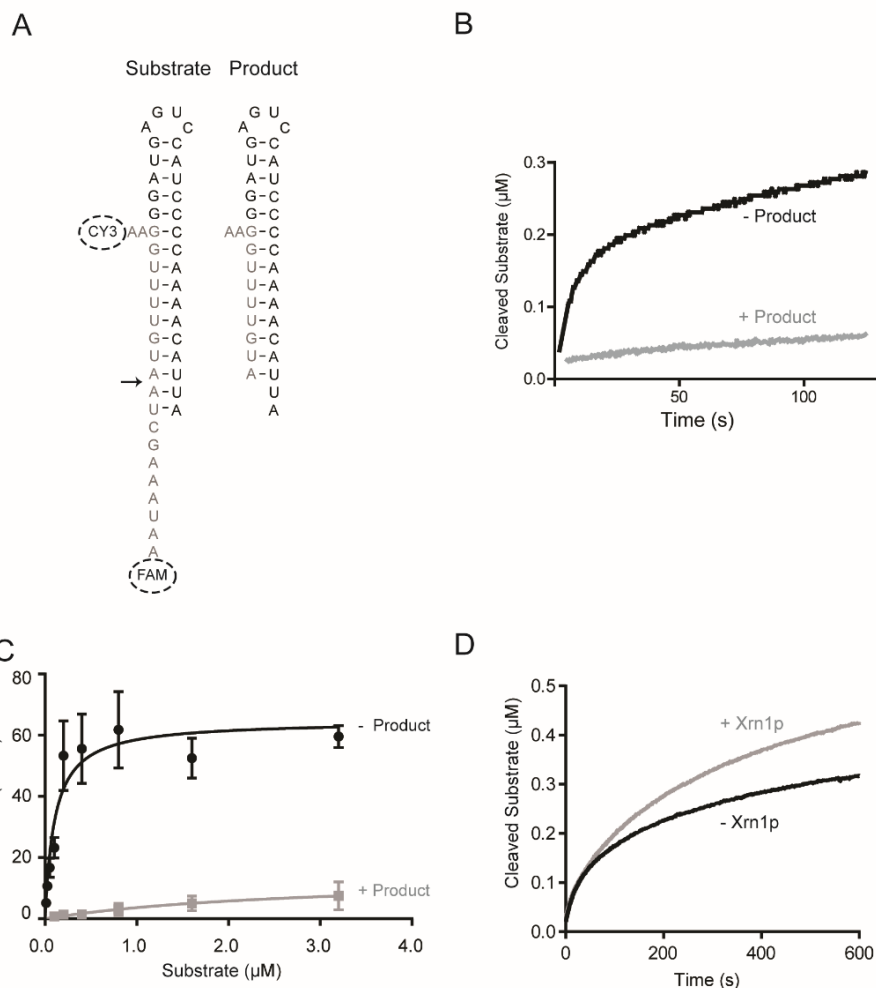 A
Substrate Product
G U G U
A C A C
G-C G-C
U-A U-A
A-U A-U
G-C G-C
G-C G-C
CY3 AAG-C AAG-C
G-C G-C
U-A U-A
U-A U-A
U-A U-A
U-A U-A
G-C G-C
U-A U-A
A-U A-U
→
A-U U
U-A A
C
G
A
A
A
U
A
A
FAM
B
Cleaved Substrate (µM)
0.3
0.2
0.1
0.0
- Product
+ Product
50 100
Time (s)
C
80
60
40
20
0
- Product
+ Product
0.0 1.0 2.0 3.0 4.0
Substrate (µM)
D
Cleaved Substrate (µM)
0.5
0.4
0.3
0.2
0.1
0.0
+ Xrn1p
- Xrn1p
0 200 400 600
Time (s)